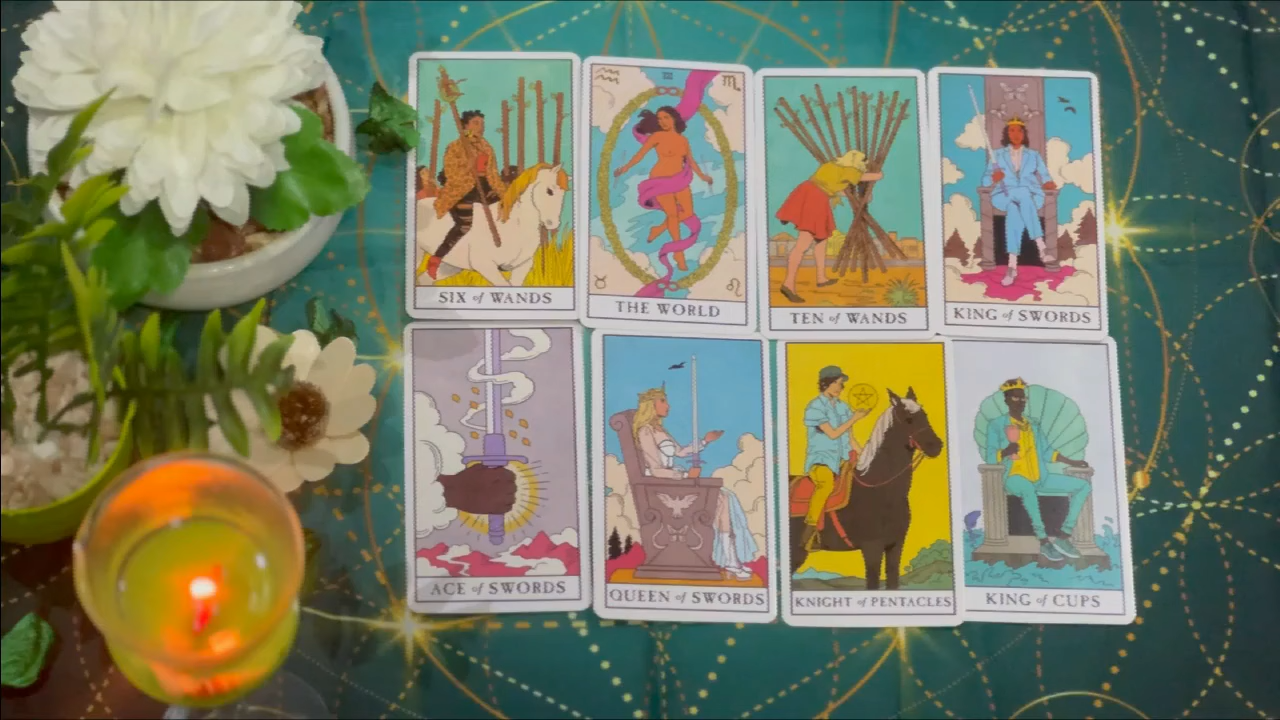 SIX of WANDS
THE WORLD
TEN of WANDS
KING of SWORDS
ACE of SWORDS
QUEEN of SWORDS
KNIGHT of PENTACLES
KING of CUPS